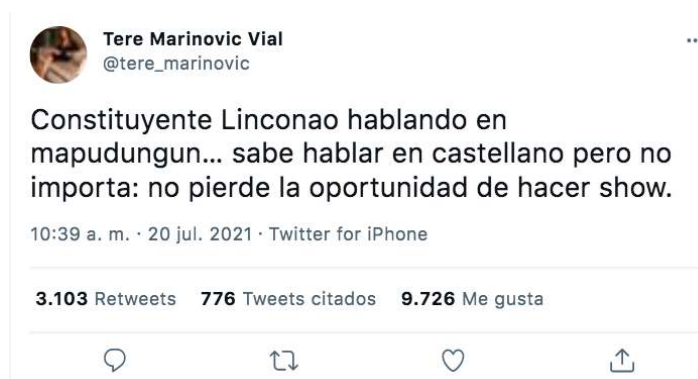 Tere Marinovic Vial
@tere_marinovic
Constituyente Linconao hablando en
mapudungun... sabe hablar en castellano pero no
importa: no pierde la oportunidad de hacer show.
10:39 a. m. · 20 jul. 2021 · Twitter for iPhone
3.103 Retweets 776 Tweets citados 9.726 Me gusta